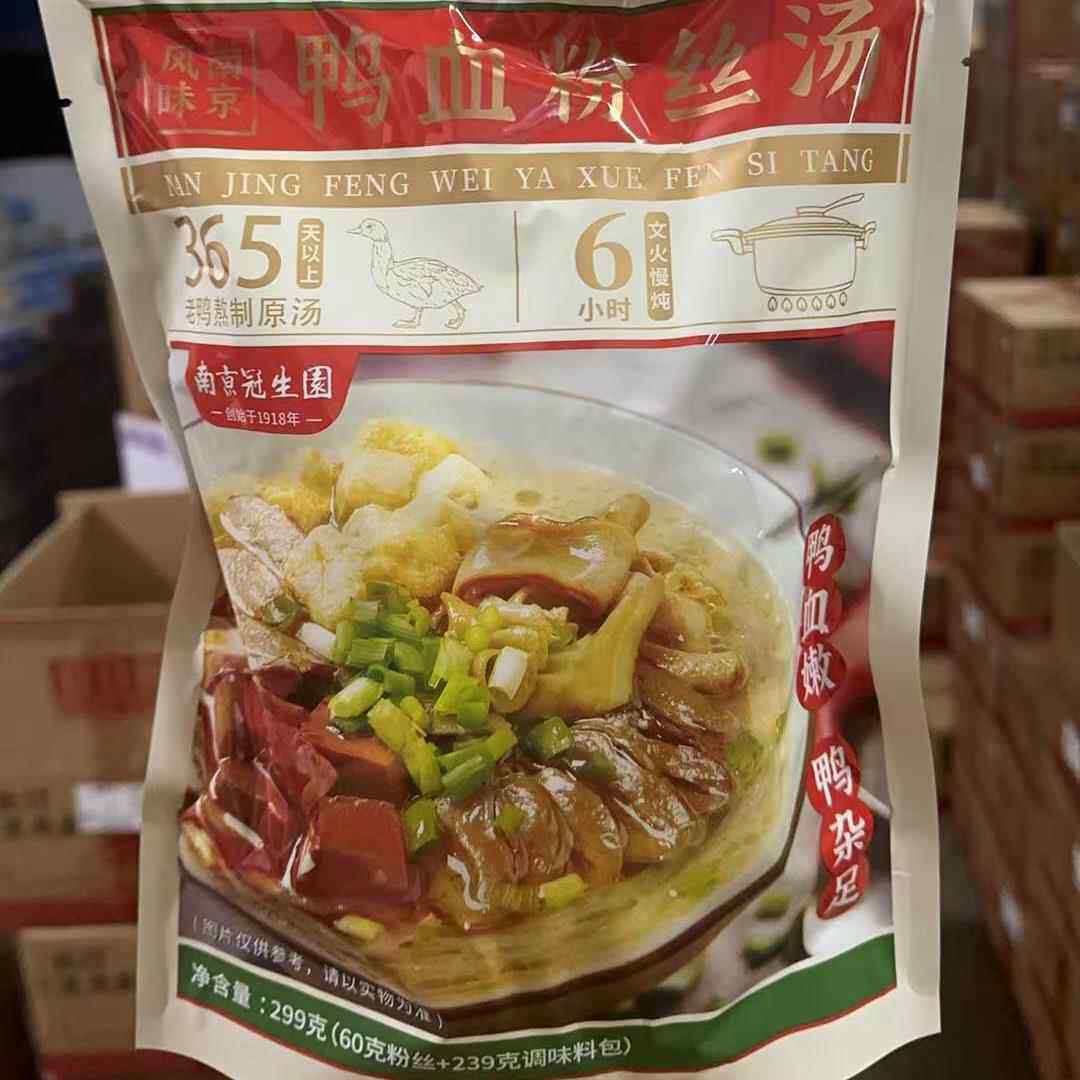 南京
风味
鸭血粉丝汤
NAN JING FENG WEI YA XUE FEN SI TANG
365
天以上
老鸭熬制原汤
6
小时
文火慢炖
南京冠生園
创始于1918年
鸭血嫩
鸭杂足
(图片仅供参考，请以实物为准)
净含量：299克(60克粉丝+239克调味料包)